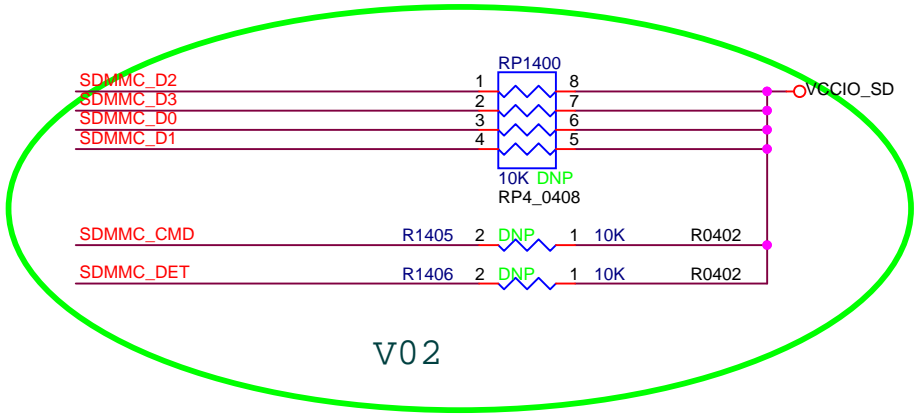 RP1400
SDMMC_D2 1 8 VCCIO_SD
SDMMC_D3 2 7
SDMMC_D0 3 6
SDMMC_D1 4 5
10K DNP
RP4_0408
SDMMC_CMD R1405 2 DNP 1 10K R0402
SDMMC_DET R1406 2 DNP 1 10K R0402
V02